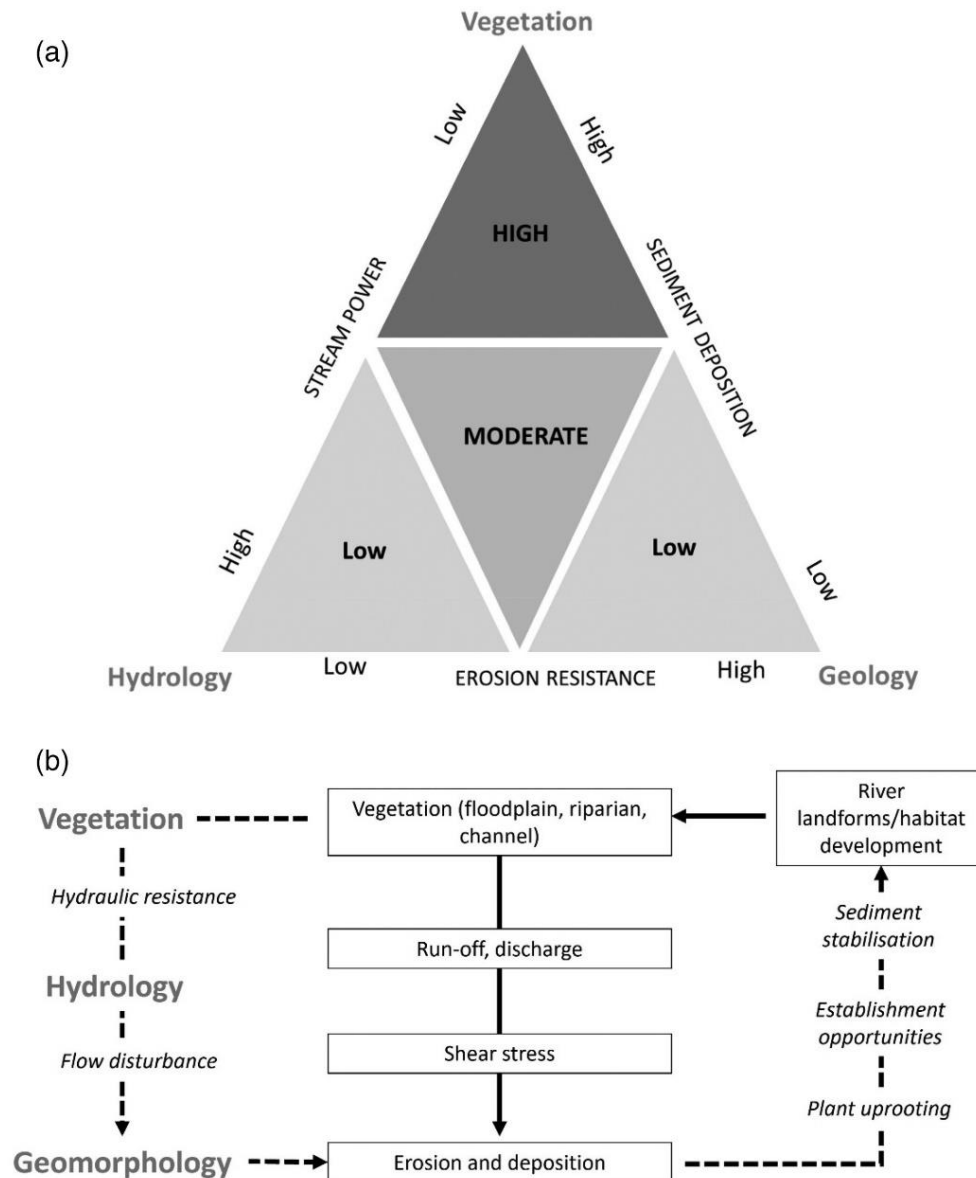 (a)
Vegetation
Low
High
HIGH
STREAM POWER
SEDIMENT DEPOSITION
MODERATE
High
Low
Low
Low
Hydrology
Low
EROSION RESISTANCE
High
Geology
(b)
Vegetation
Vegetation (floodplain, riparian,
channel)
River
landforms/habitat
development
Hydraulic resistance
Sediment
stabilisation
Run-off, discharge
Hydrology
Establishment
opportunities
Flow disturbance
Shear stress
Plant uprooting
Geomorphology
Erosion and deposition